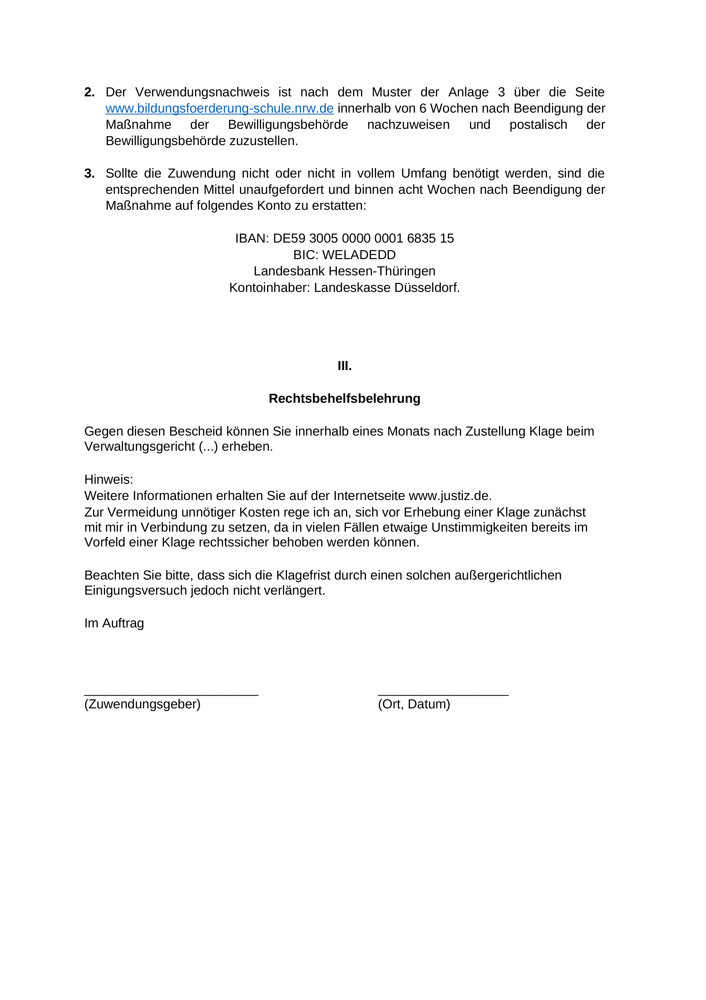 2. Der Verwendungsnachweis ist nach dem Muster der Anlage 3 über die Seite
www.bildungsfoerderung-schule.nrw.de innerhalb von 6 Wochen nach Beendigung der
Maßnahme der Bewilligungsbehörde nachzuweisen und postalisch der
Bewilligungsbehörde zuzustellen.
3. Sollte die Zuwendung nicht oder nicht in vollem Umfang benötigt werden, sind die
entsprechenden Mittel unaufgefordert und binnen acht Wochen nach Beendigung der
Maßnahme auf folgendes Konto zu erstatten:
IBAN: DE59 3005 0000 0001 6835 15
BIC: WELADEDD
Landesbank Hessen-Thüringen
Kontoinhaber: Landeskasse Düsseldorf.
III.
Rechtsbehelfsbelehrung
Gegen diesen Bescheid können Sie innerhalb eines Monats nach Zustellung Klage beim
Verwaltungsgericht (...) erheben.
Hinweis:
Weitere Informationen erhalten Sie auf der Internetseite www.justiz.de.
Zur Vermeidung unnötiger Kosten rege ich an, sich vor Erhebung einer Klage zunächst
mit mir in Verbindung zu setzen, da in vielen Fällen etwaige Unstimmigkeiten bereits im
Vorfeld einer Klage rechtssicher behoben werden können.
Beachten Sie bitte, dass sich die Klagefrist durch einen solchen außergerichtlichen
Einigungsversuch jedoch nicht verlängert.
Im Auftrag
________________________ __________________
(Zuwendungsgeber) (Ort, Datum)